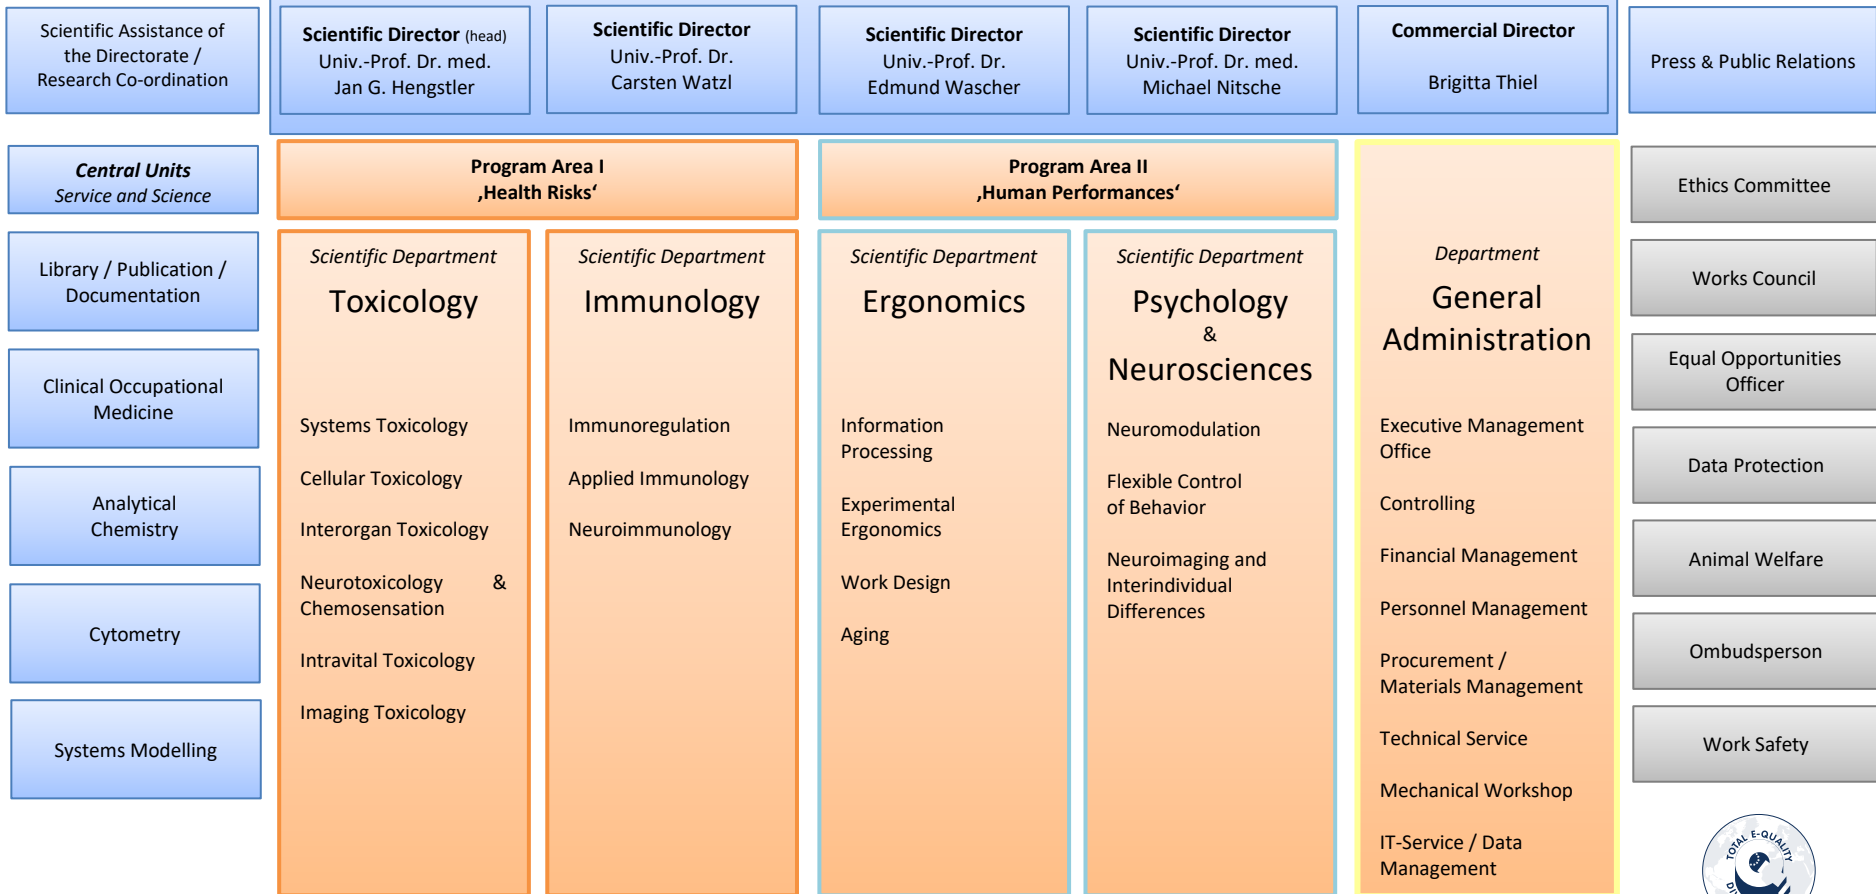 Scientific Assistance of
the Directorate /
Research Co-ordination
Scientific Director (head)
Univ.-Prof. Dr. med.
Jan G. Hengstler
Scientific Director
Univ.-Prof. Dr.
Carsten Watzl
Scientific Director
Univ.-Prof. Dr.
Edmund Wascher
Scientific Director
Univ.-Prof. Dr. med.
Michael Nitsche
Commercial Director
Brigitta Thiel
Press & Public Relations
Central Units
Service and Science
Library / Publication /
Documentation
Clinical Occupational
Medicine
Analytical
Chemistry
Cytometry
Systems Modelling
Program Area I
‚Health Risks‘
Scientific Department
Toxicology
Systems Toxicology
Cellular Toxicology
Interorgan Toxicology
Neurotoxicology &
Chemosensation
Intravital Toxicology
Imaging Toxicology
Scientific Department
Immunology
Immunoregulation
Applied Immunology
Neuroimmunology
Program Area II
‚Human Performances‘
Scientific Department
Ergonomics
Information
Processing
Experimental
Ergonomics
Work Design
Aging
Scientific Department
Psychology
&
Neurosciences
Neuromodulation
Flexible Control
of Behavior
Neuroimaging and
Interindividual
Differences
Department
General
Administration
Executive Management
Office
Controlling
Financial Management
Personnel Management
Procurement /
Materials Management
Technical Service
Mechanical Workshop
IT-Service / Data
Management
Ethics Committee
Works Council
Equal Opportunities
Officer
Data Protection
Animal Welfare
Ombudsperson
Work Safety
TOTAL E-QUALITY